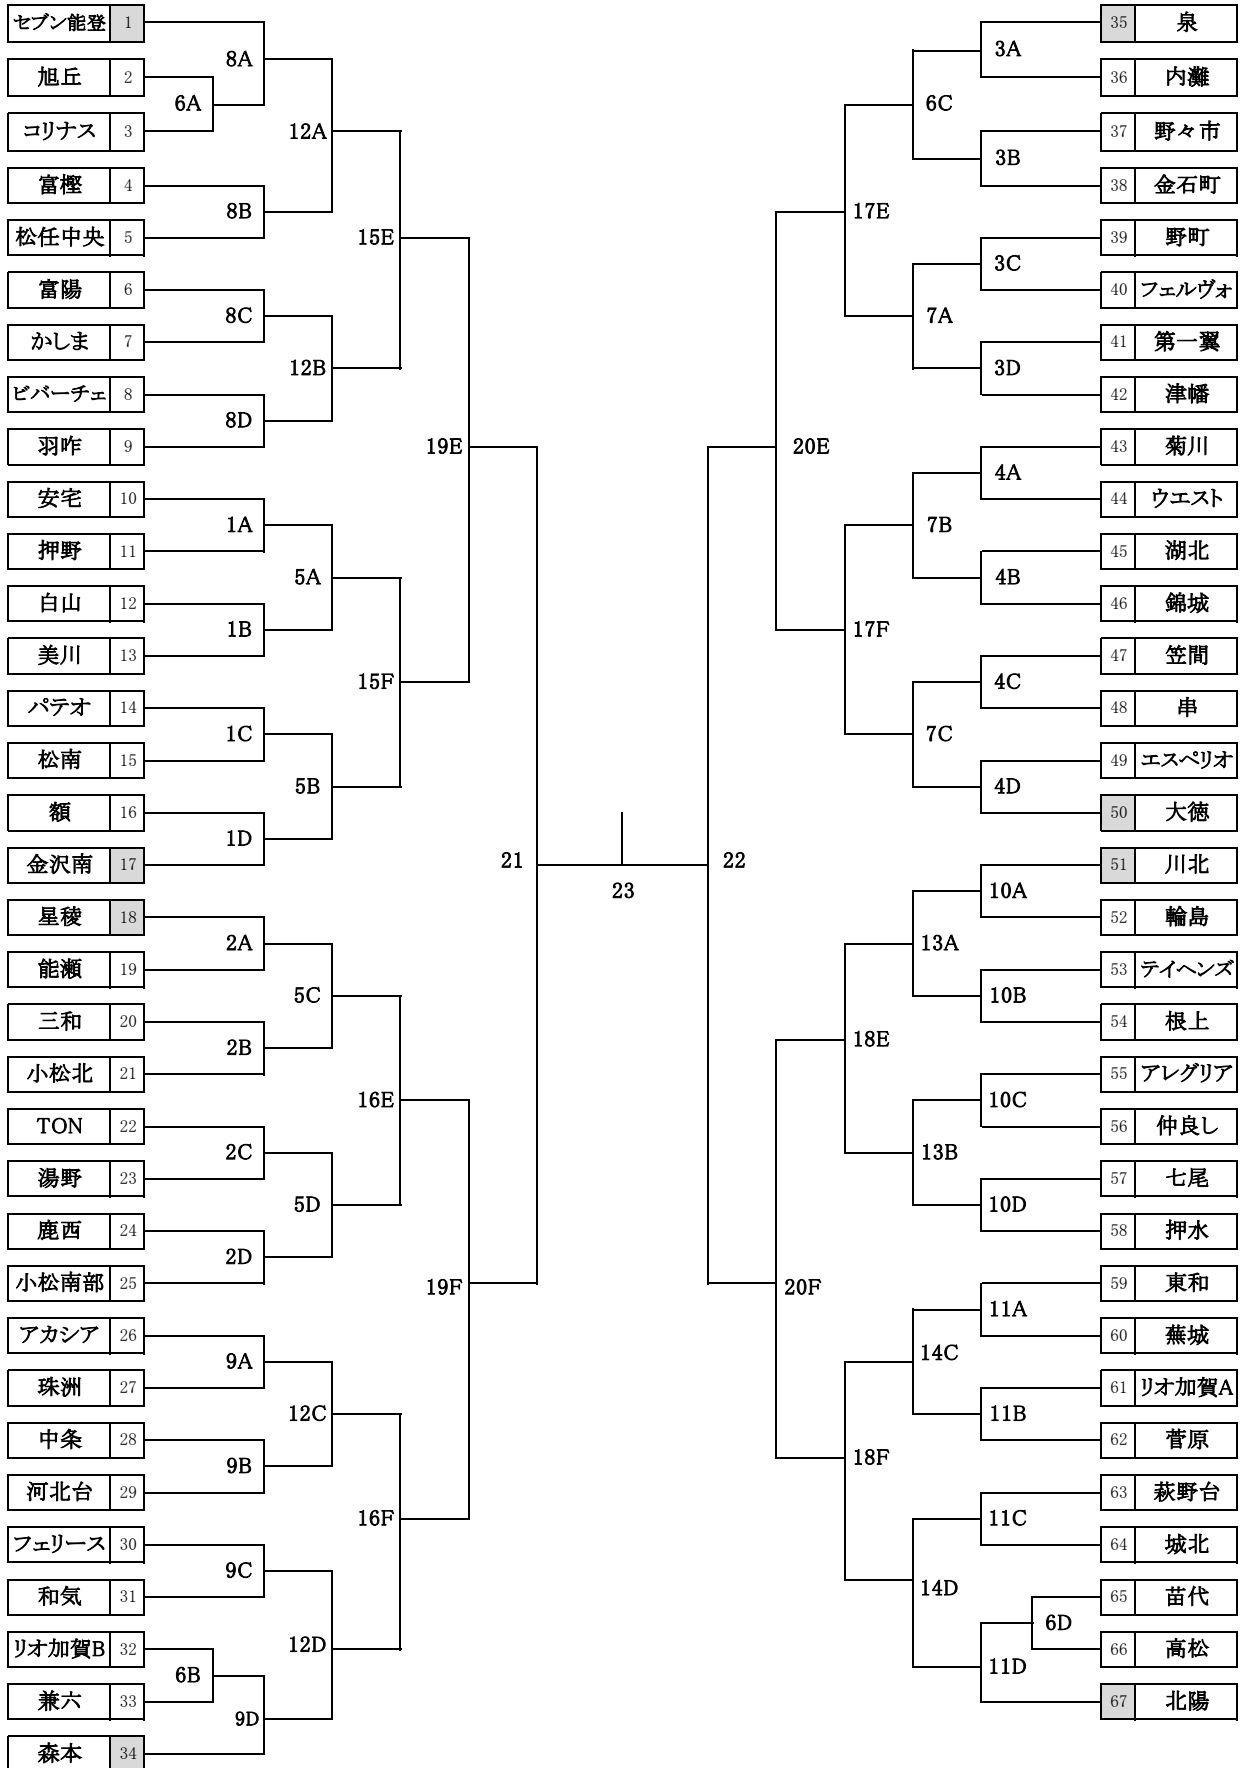 セブン能登 1
旭丘 2
コリナス 3
富樫 4
松任中央 5
富陽 6
かしま 7
ビバーチェ 8
羽咋 9
安宅 10
押野 11
白山 12
美川 13
パテオ 14
松南 15
額 16
金沢南 17
星稜 18
能瀬 19
三和 20
小松北 21
TON 22
湯野 23
鹿西 24
小松南部 25
アカシア 26
珠洲 27
中条 28
河北台 29
フェリース 30
和気 31
リオ加賀B 32
兼六 33
森本 34
6A
6B
8A
8B
8C
8D
1A
1B
1C
1D
2A
2B
2C
2D
9A
9B
9C
9D
12A
12B
5A
5B
5C
5D
12C
12D
15E
15F
16E
16F
19E
19F
21
23
22
20E
20F
17E
17F
18E
18F
6C
7A
7B
7C
13A
13B
14C
14D
3A
3B
3C
3D
4A
4B
4C
4D
10A
10B
10C
10D
11A
11B
11C
11D
6D
35 泉
36 内灘
37 野々市
38 金石町
39 野町
40 フェルヴォ
41 第一翼
42 津幡
43 菊川
44 ウエスト
45 湖北
46 錦城
47 笠間
48 串
49 エスペリオ
50 大徳
51 川北
52 輪島
53 テイヘンズ
54 根上
55 アレグリア
56 仲良し
57 七尾
58 押水
59 東和
60 蕪城
61 リオ加賀A
62 菅原
63 萩野台
64 城北
65 苗代
66 高松
67 北陽